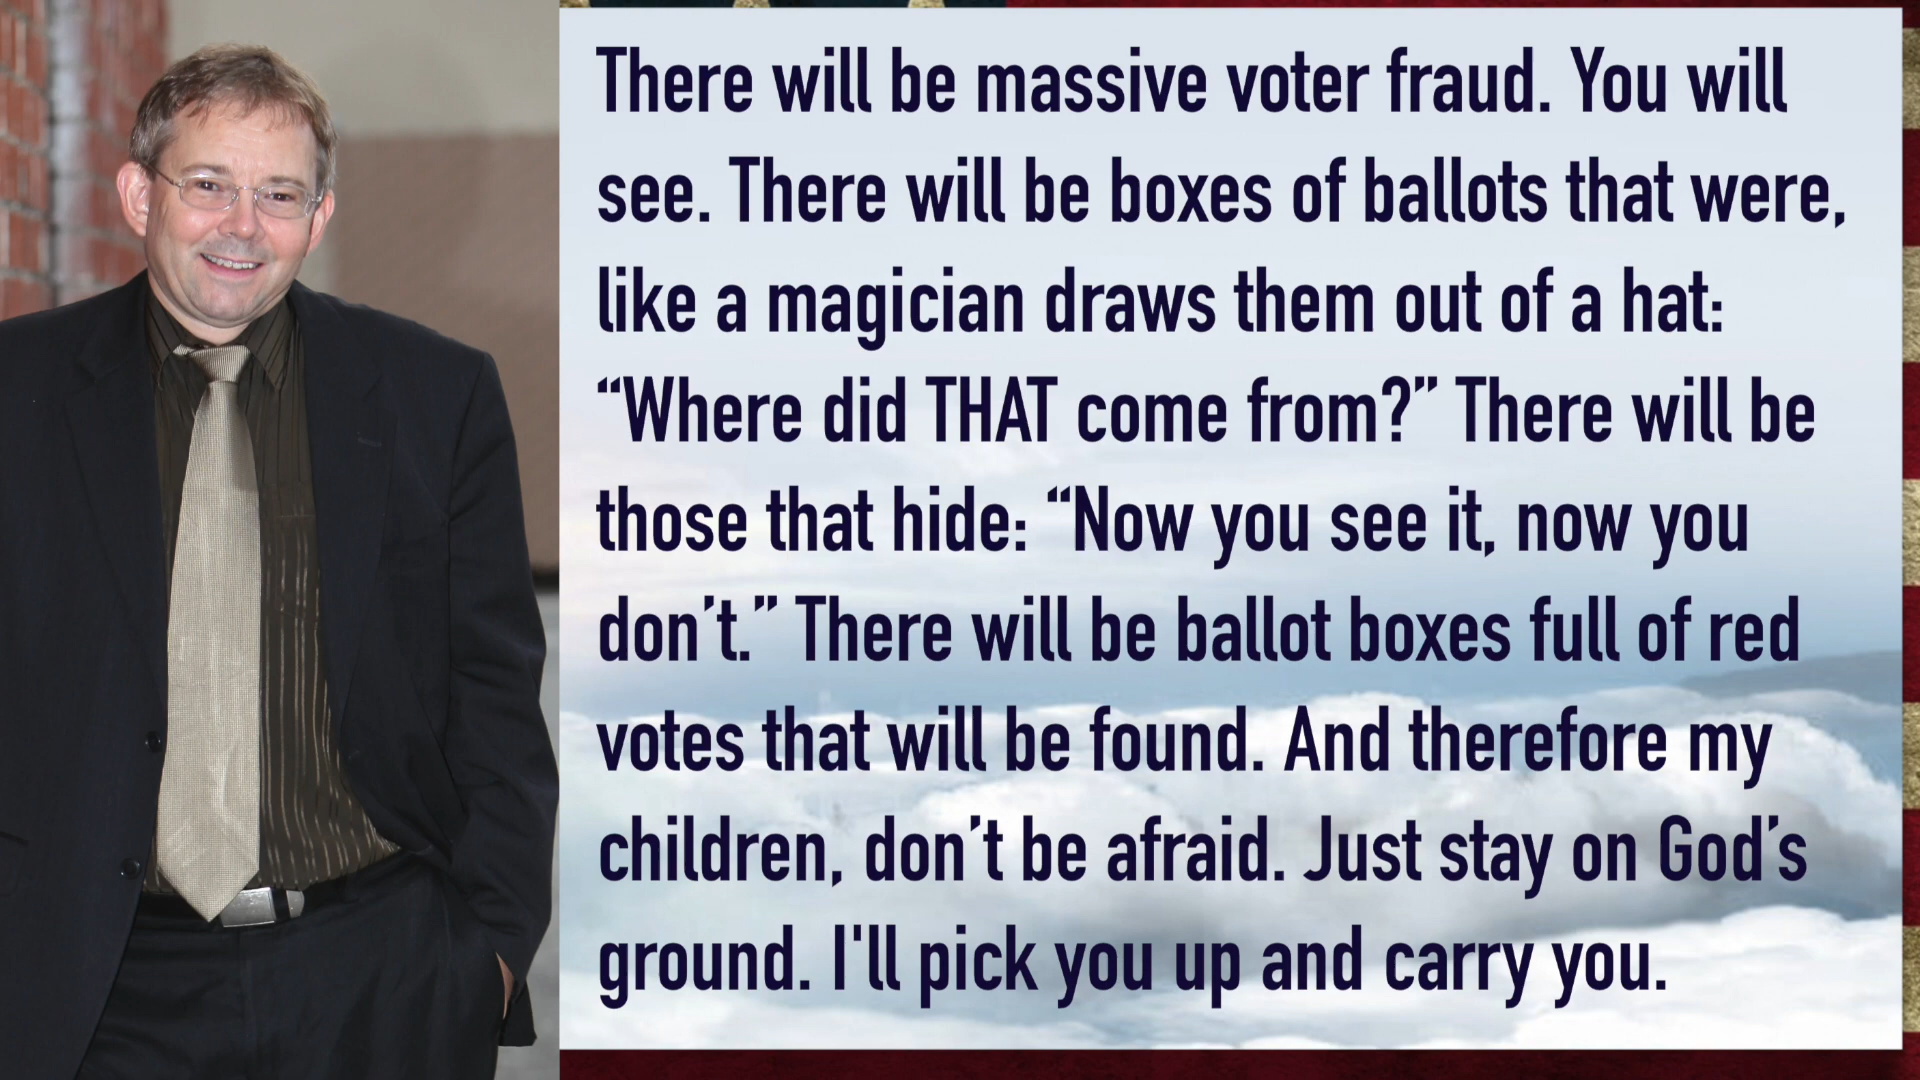 There will be massive voter fraud. You will
see. There will be boxes of ballots that were,
like a magician draws them out of a hat:
“Where did THAT come from?” There will be
those that hide: “Now you see it, now you
don’t.” There will be ballot boxes full of red
votes that will be found. And therefore my
children, don’t be afraid. Just stay on God’s
ground. I'll pick you up and carry you.